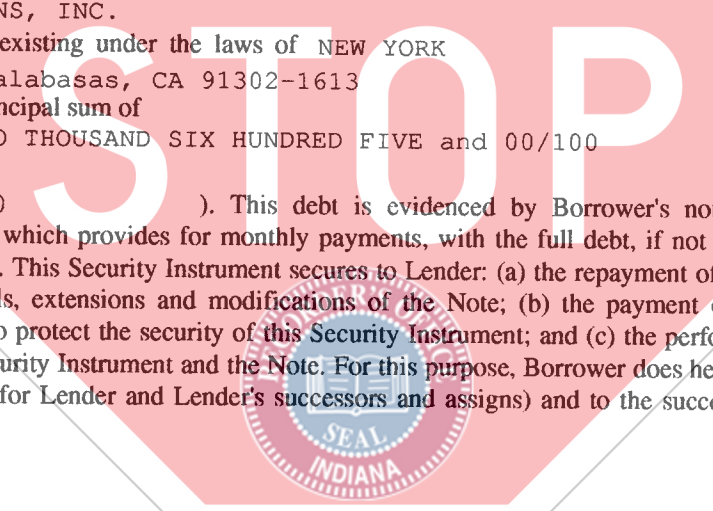 NS, INC.
existing under the laws of NEW YORK
alabasas, CA 91302-1613
ncipal sum of
THOUSAND SIX HUNDRED FIVE and 00/100
). This debt is evidenced by Borrower's no
which provides for monthly payments, with the full debt, if not
. This Security Instrument secures to Lender: (a) the repayment of
ls, extensions and modifications of the Note; (b) the payment
o protect the security of this Security Instrument; and (c) the perfo
urity Instrument and the Note. For this purpose, Borrower does he
for Lender and Lender's successors and assigns) and to the succe
STOP
RECORDER'S OFFICE
SEAL
INDIANA